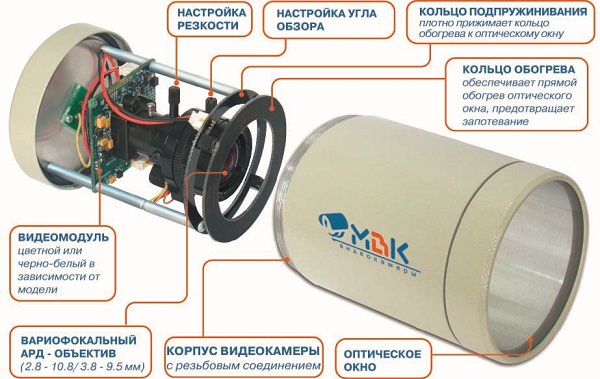 НАСТРОЙКА
РЕЗКОСТИ
НАСТРОЙКА УГЛА
ОБЗОРА
КОЛЬЦО ПОДПРУЖИНИВАНИЯ
плотно прижимает кольцо
обогрева к оптическому окну
КОЛЬЦО ОБОГРЕВА
обеспечивает прямой
обогрев оптического
окна, предотвращает
запотевание
МВК
видеокамеры
ВИДЕОМОДУЛЬ
цветной или
черно-белый в
зависимости от
модели
ВАРИОФОКАЛЬНЫЙ
АРД - ОБЪЕКТИВ
(2.8 - 10.8/ 3.8 - 9.5 мм)
КОРПУС ВИДЕОКАМЕРЫ
с резьбовым соединением
ОПТИЧЕСКОЕ
ОКНО